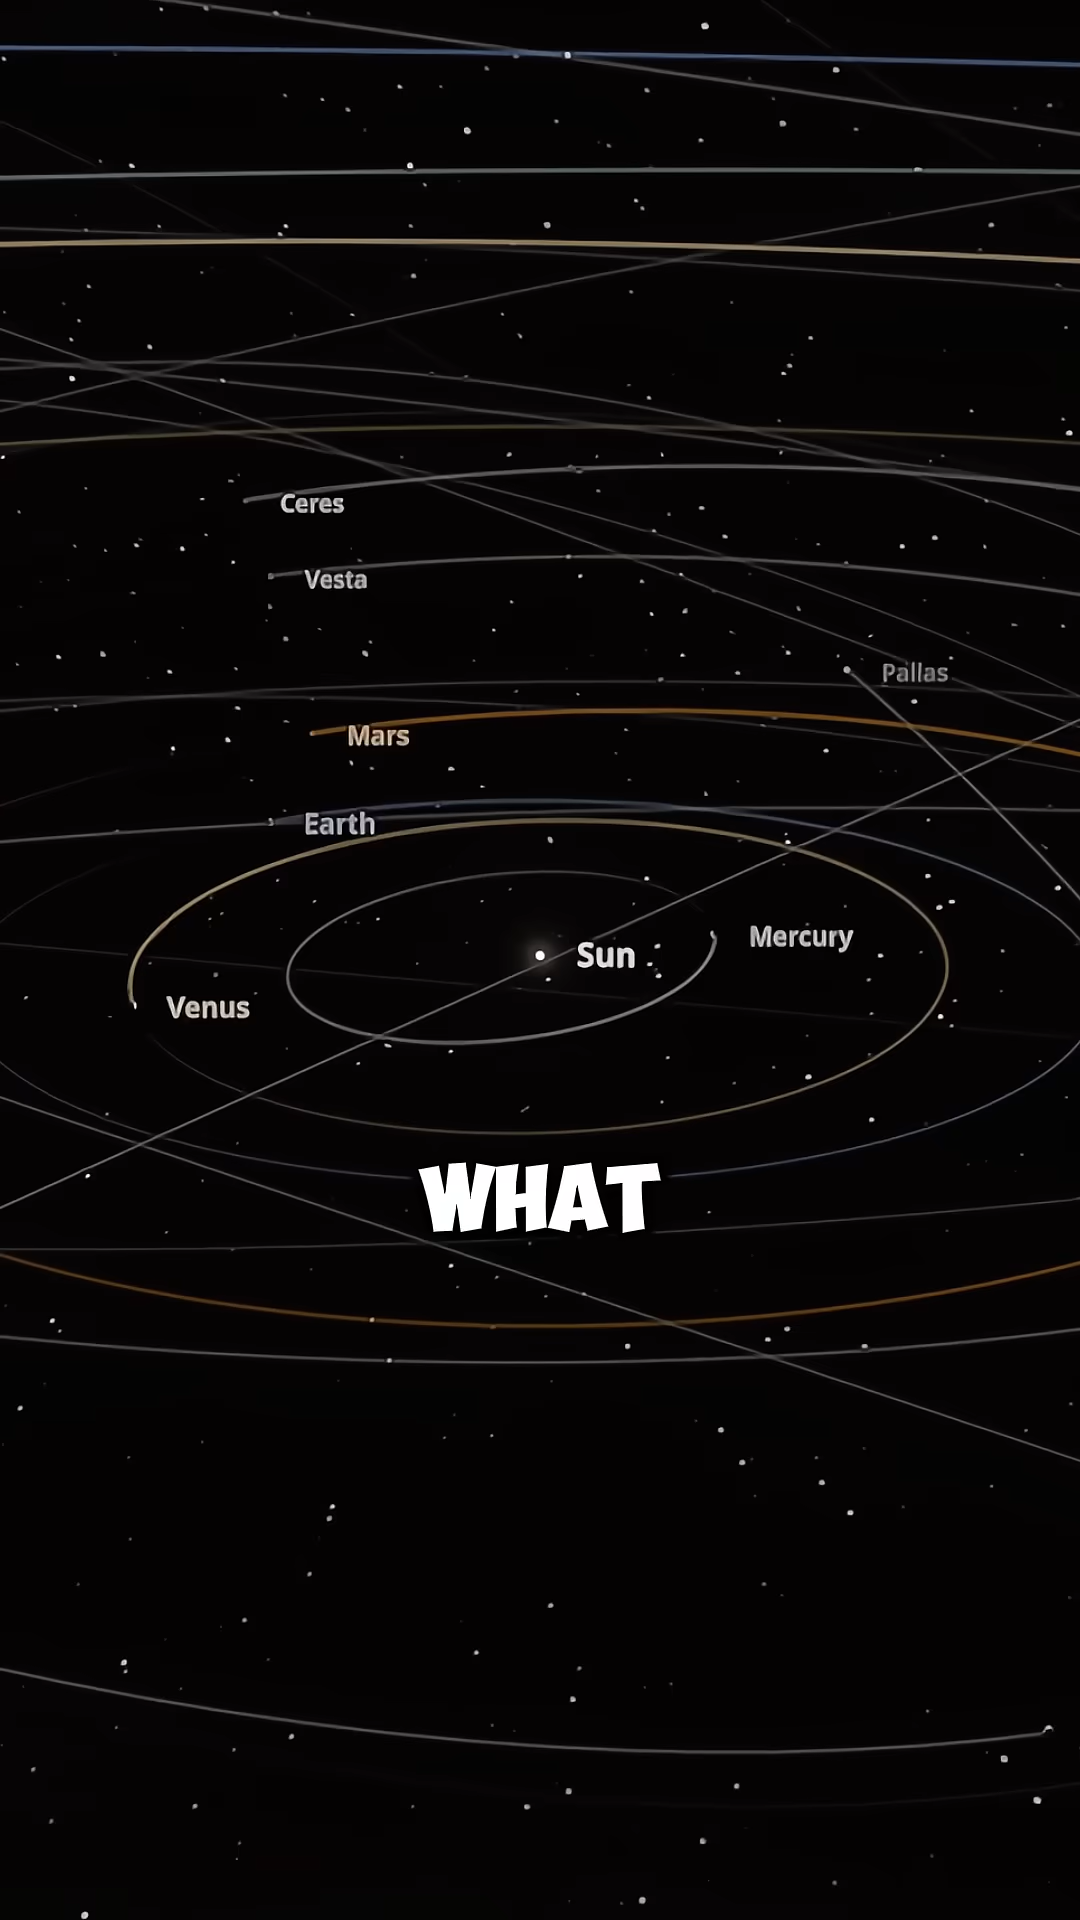 Ceres
Vesta
Pallas
Mars
Earth
Mercury
Sun
Venus
WHAT